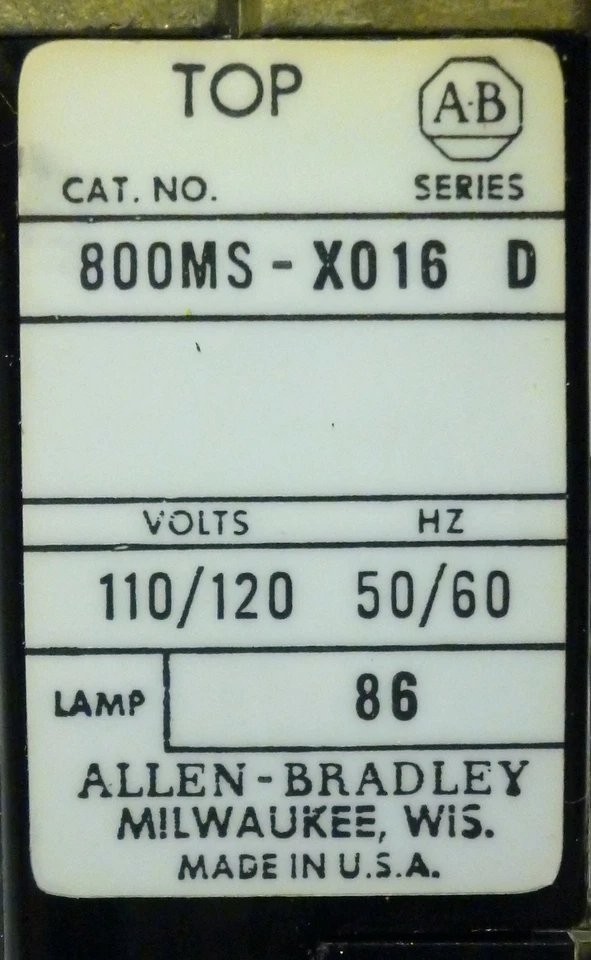 TOP
A·B
CAT. NO. SERIES
800MS-X016 D
VOLTS HZ
110/120 50/60
LAMP 86
ALLEN-BRADLEY
MILWAUKEE, WIS.
MADE IN U.S.A.